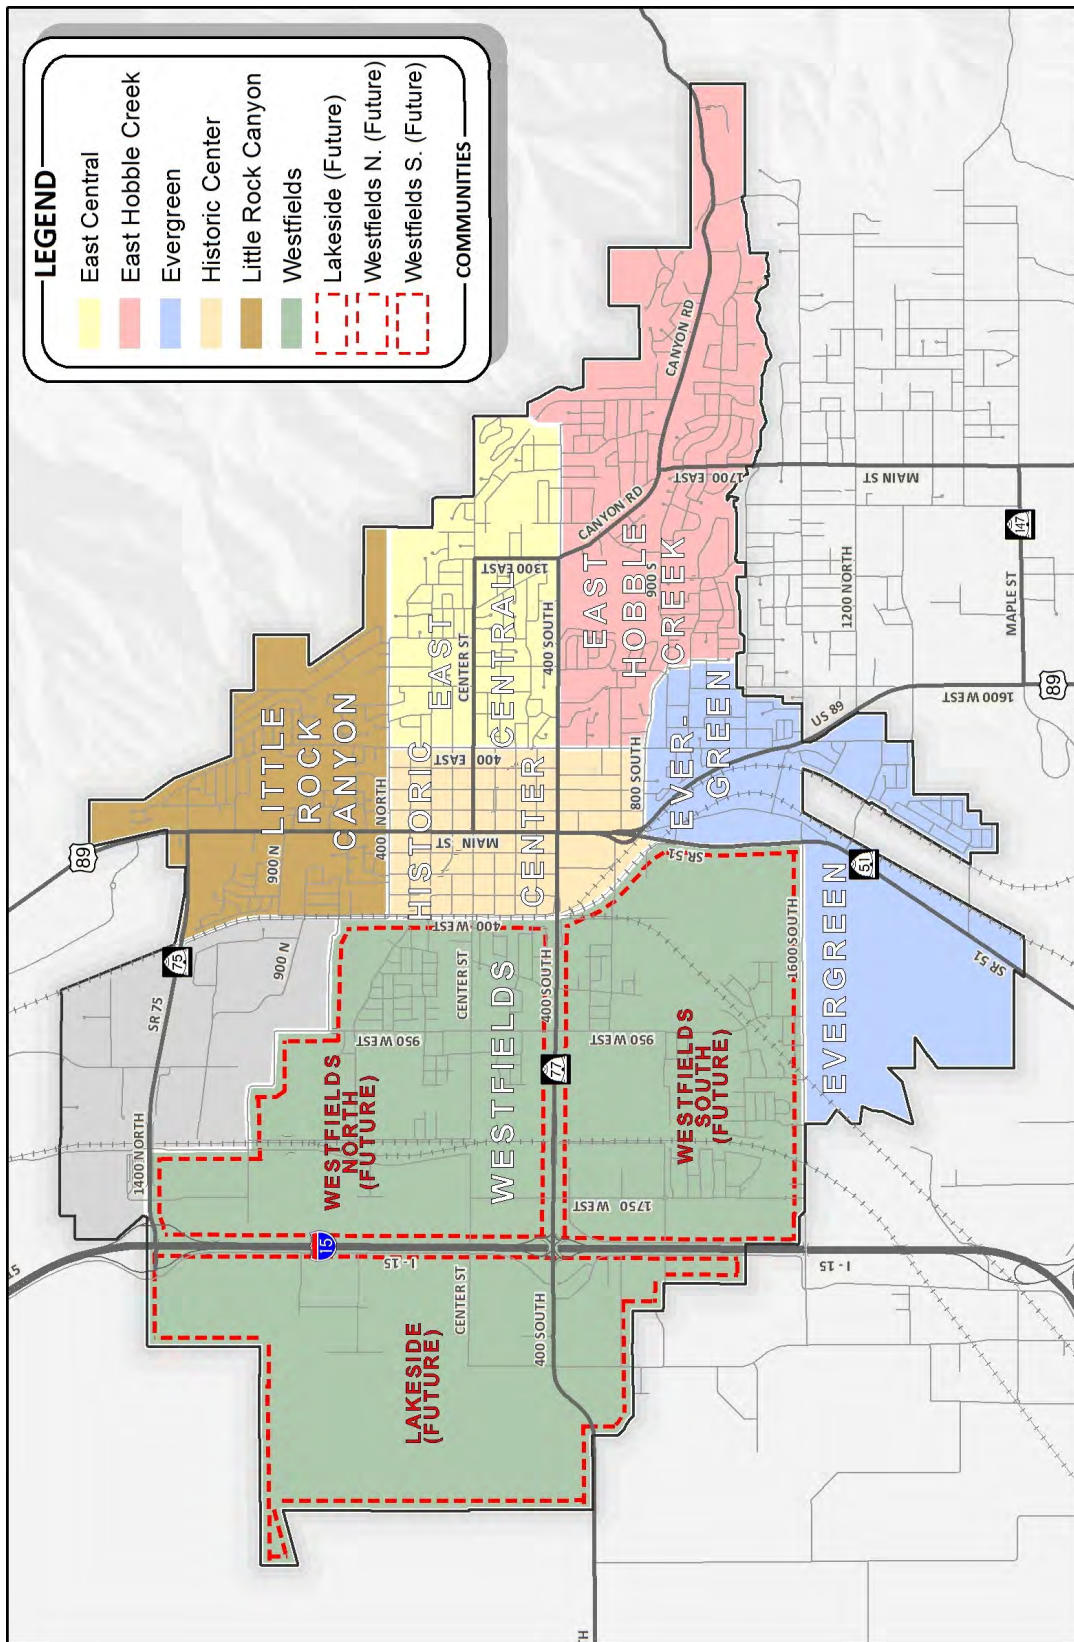 LEGEND
East Central
East Hobble Creek
Evergreen
Historic Center
Little Rock Canyon
Westfields
Lakeside (Future)
Westfields N. (Future)
Westfields S. (Future)
COMMUNITIES
89
75
SR 75
1400 NORTH
15
900 N
900 N
LITTLE
ROCK
CANYON
400 NORTH
MAIN ST
400 EAST
HISTORIC
CENTER
EAST
CENTRAL
CENTER ST
1300 EAST
400 SOUTH
CANYON RD
CANYON RD
EAST
HOBBLE
CREEK
900 S
1700 EAST
MAIN ST
147
MAPLE ST
1200 NORTH
1600 WEST
89
US 89
800 SOUTH
EVER-
GREEN
SR 51
51
SR 51
EVERGREEN
1600 SOUTH
400 WEST
CENTER ST
400 SOUTH
950 WEST
950 WEST
77
WESTFIELDS
WESTFIELDS
NORTH
(FUTURE)
WESTFIELDS
SOUTH
(FUTURE)
1750 WEST
15
I - 15
I - 15
CENTER ST
400 SOUTH
LAKESIDE
(FUTURE)
TH